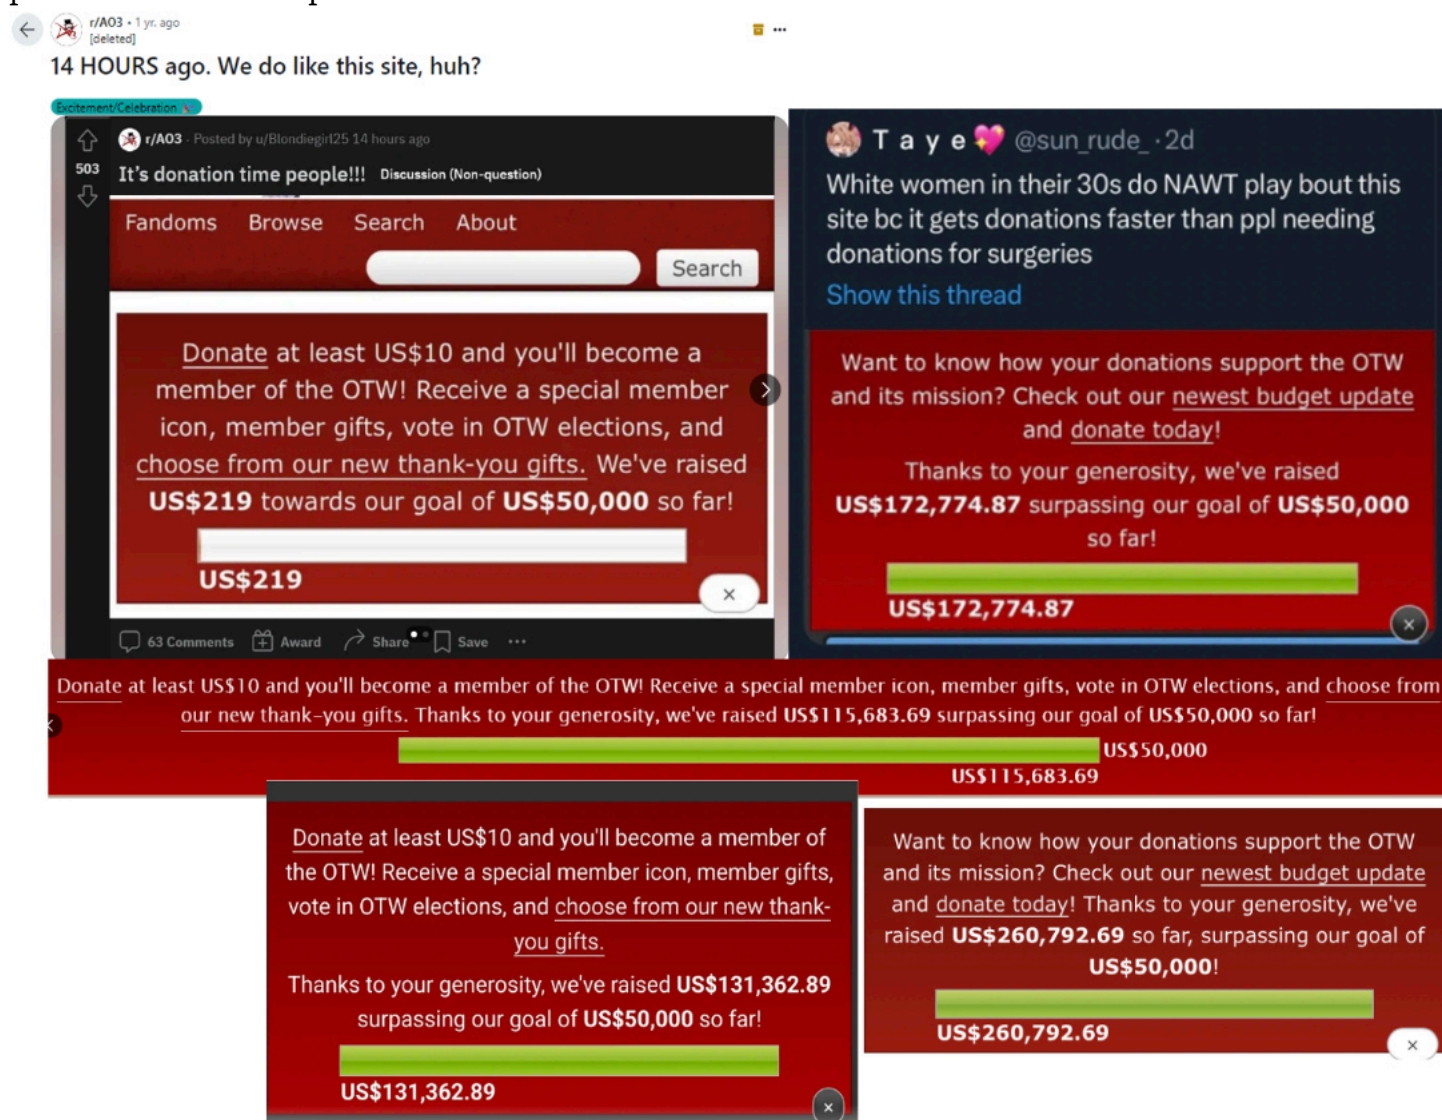 r/AO3 • 1 yr. ago
[deleted]
14 HOURS ago. We do like this site, huh?
Excitement/Celebration
r/AO3 · Posted by u/Blondiegirl25 14 hours ago
503
It's donation time people!!! Discussion (Non-question)
Fandoms Browse Search About
Search
Donate at least US$10 and you'll become a
member of the OTW! Receive a special member
icon, member gifts, vote in OTW elections, and
choose from our new thank-you gifts. We've raised
US$219 towards our goal of US$50,000 so far!
US$219
63 Comments Award Share Save
T a y e @sun_rude_ · 2d
White women in their 30s do NAWT play bout this
site bc it gets donations faster than ppl needing
donations for surgeries
Show this thread
Want to know how your donations support the OTW
and its mission? Check out our newest budget update
and donate today!
Thanks to your generosity, we've raised
US$172,774.87 surpassing our goal of US$50,000
so far!
US$172,774.87
Donate at least US$10 and you'll become a member of the OTW! Receive a special member icon, member gifts, vote in OTW elections, and choose from
our new thank-you gifts. Thanks to your generosity, we've raised US$115,683.69 surpassing our goal of US$50,000 so far!
US$50,000
US$115,683.69
Donate at least US$10 and you'll become a member of
the OTW! Receive a special member icon, member gifts,
vote in OTW elections, and choose from our new thank-
you gifts.
Thanks to your generosity, we've raised US$131,362.89
surpassing our goal of US$50,000 so far!
US$131,362.89
Want to know how your donations support the OTW
and its mission? Check out our newest budget update
and donate today! Thanks to your generosity, we've
raised US$260,792.69 so far, surpassing our goal of
US$50,000!
US$260,792.69